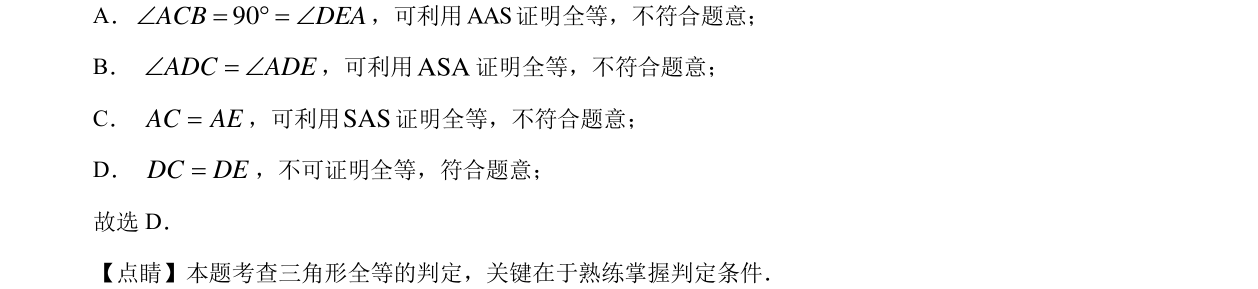 A．∠ACB = 90° = ∠DEA，可利用 AAS 证明全等，不符合题意；
B． ∠ADC = ∠ADE，可利用 ASA 证明全等，不符合题意；
C． AC = AE，可利用 SAS 证明全等，不符合题意；
D． DC = DE，不可证明全等，符合题意；
故选 D．
【点睛】本题考查三角形全等的判定，关键在于熟练掌握判定条件．